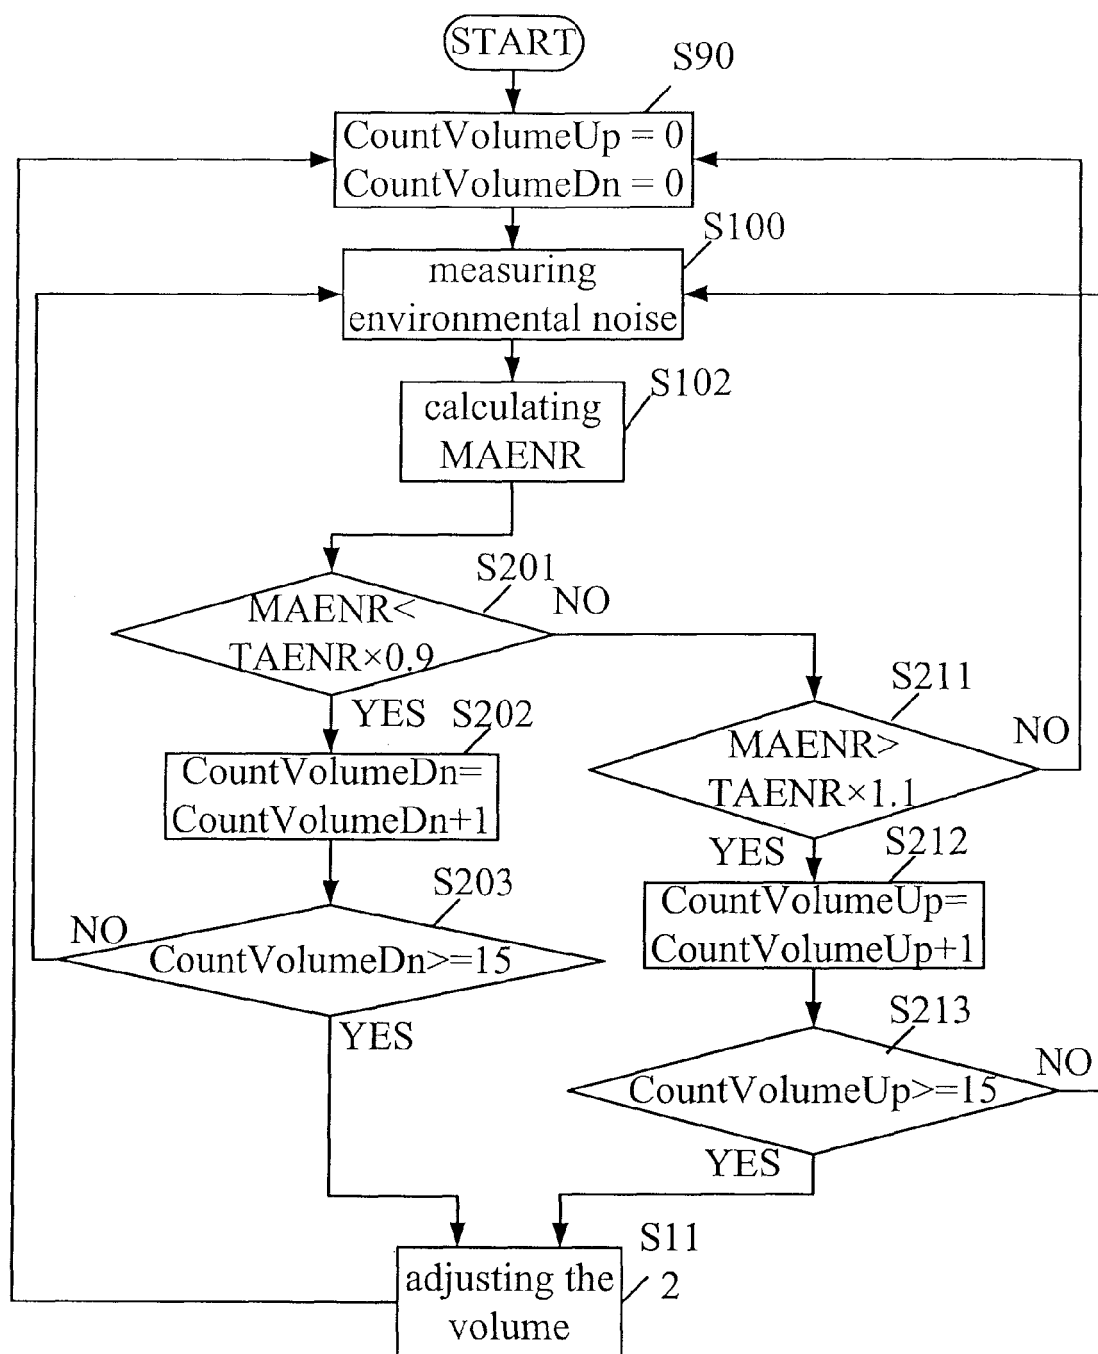 START
S90
CountVolumeUp = 0
CountVolumeDn = 0
S100
measuring
environmental noise
S102
calculating
MAENR
S201
MAENR<
TAENR×0.9
NO
YES
S202
CountVolumeDn=
CountVolumeDn+1
S203
NO
CountVolumeDn>=15
YES
S211
MAENR>
TAENR×1.1
NO
YES
S212
CountVolumeUp=
CountVolumeUp+1
S213
CountVolumeUp>=15
NO
YES
S11
2
adjusting the
volume